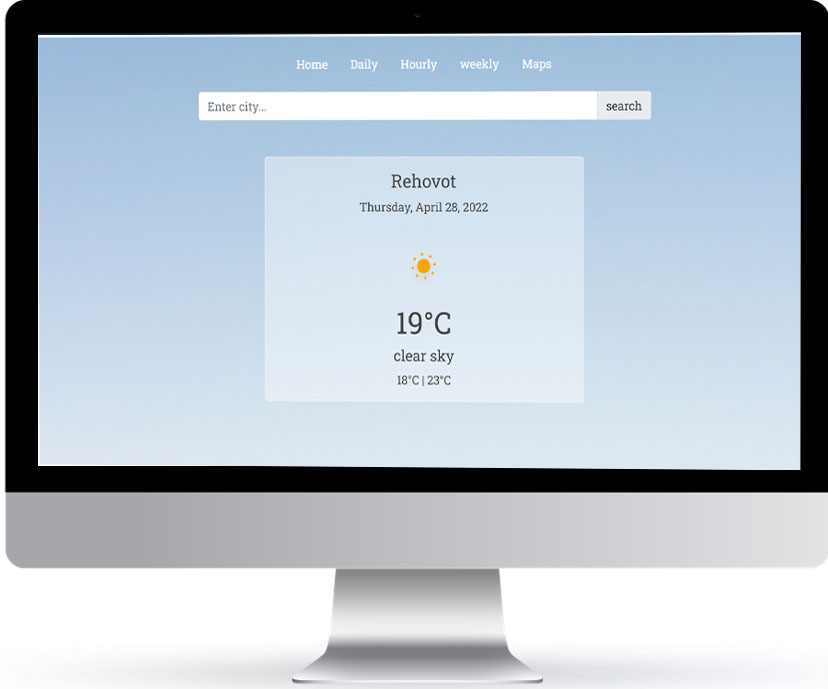 Home Daily Hourly weekly Maps
Enter city... search
Rehovot
Thursday, April 28, 2022
19°C
clear sky
18°C | 23°C